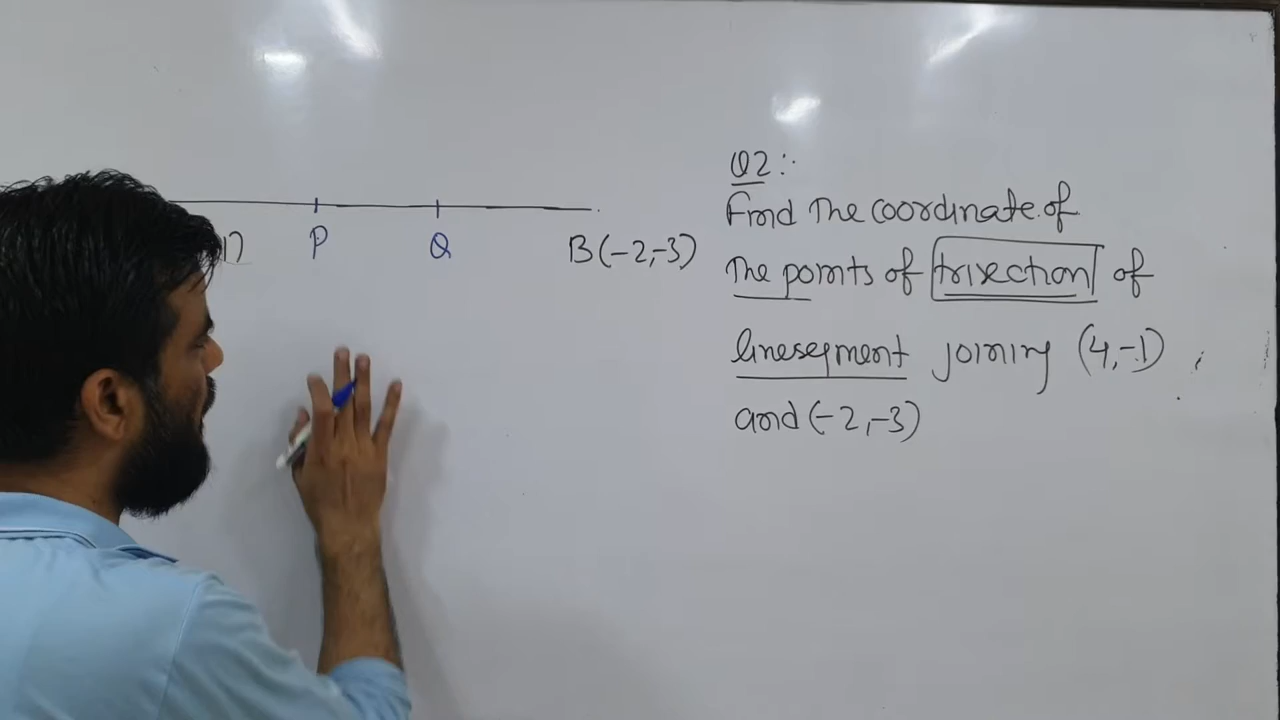 Q2:
Find The coordinate of
The points of trisection of
linesegment joining (4,-1)
and (-2,-3)
1)
P
Q
B(-2,-3)